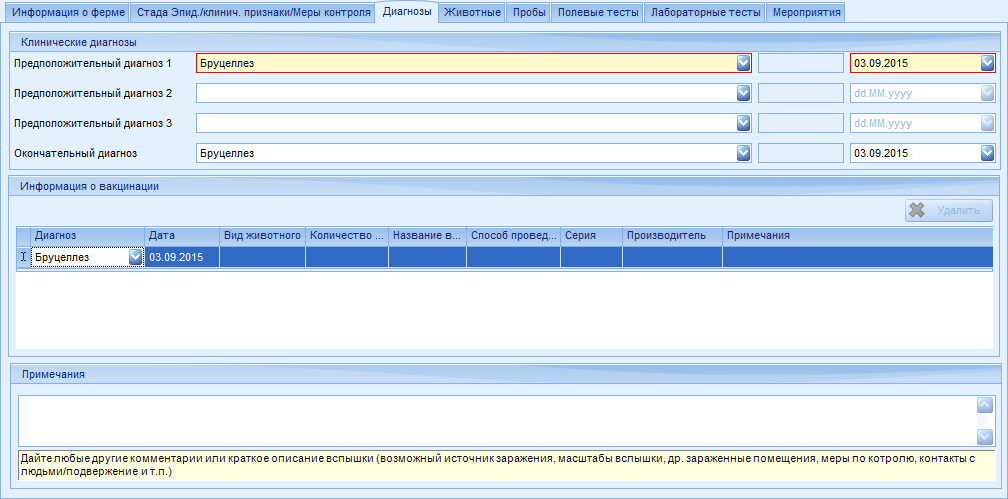 Информация о ферме Стада Эпид./клинич. признаки/Меры контроля Диагнозы Животные Пробы Полевые тесты Лабораторные тесты Мероприятия
Клинические диагнозы
Предположительный диагноз 1 Бруцеллез 03.09.2015
Предположительный диагноз 2 dd.MM.yyyy
Предположительный диагноз 3 dd.MM.yyyy
Окончательный диагноз Бруцеллез 03.09.2015
Информация о вакцинации
Удалить
Диагноз Дата Вид животного Количество ... Название в... Способ провед... Серия Производитель Примечания
Бруцеллез 03.09.2015
Примечания
Дайте любые другие комментарии или краткое описание вспышки (возможный источник заражения, масштабы вспышки, др. зараженные помещения, меры по котролю, контакты с
людьми/подвержение и т.п.)